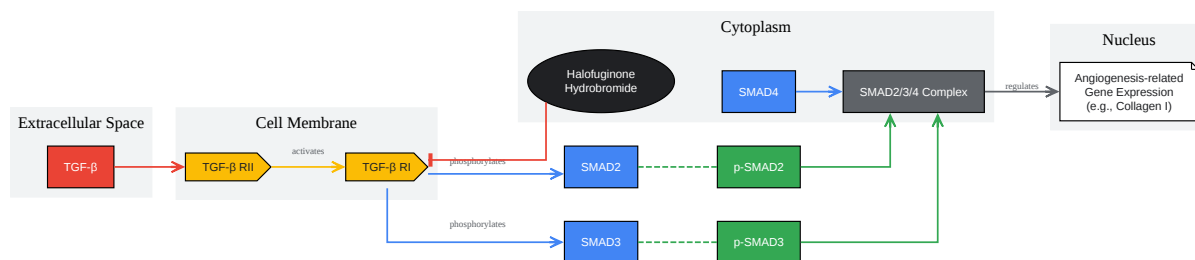 Cytoplasm
Nucleus
Halofuginone
Hydrobromide
SMAD4
SMAD2/3/4 Complex
regulates
Angiogenesis-related
Gene Expression
(e.g., Collagen I)
Extracellular Space
Cell Membrane
TGF-β
TGF-β RII
activates
TGF-β RI
phosphorylates
SMAD2
p-SMAD2
phosphorylates
SMAD3
p-SMAD3